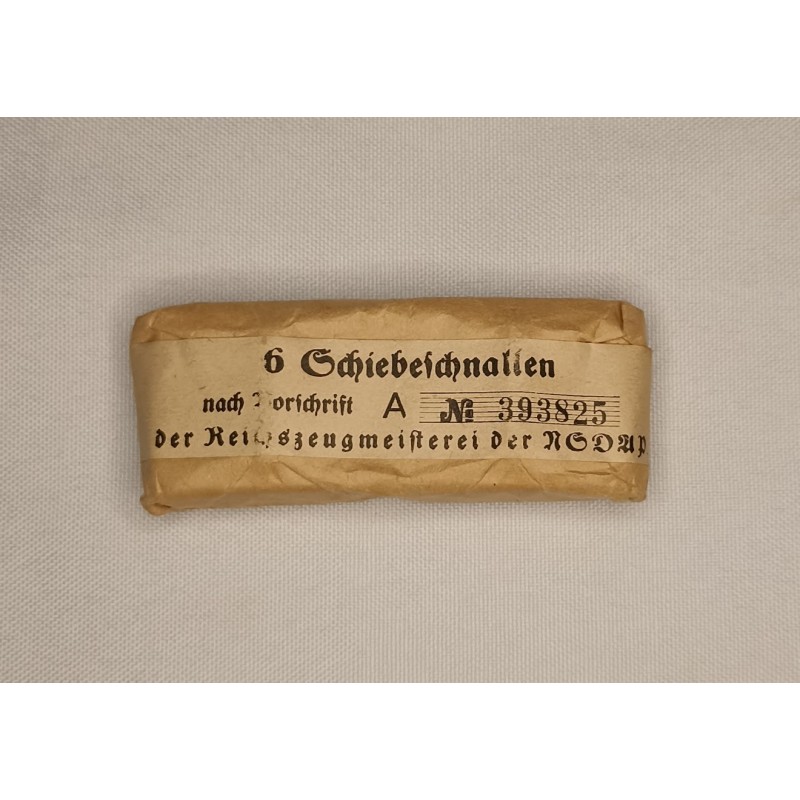 6 Schiebeſchnallen
nach Vorſchrift A № 393825
der Reichszeugmeiſterei der NSDAP